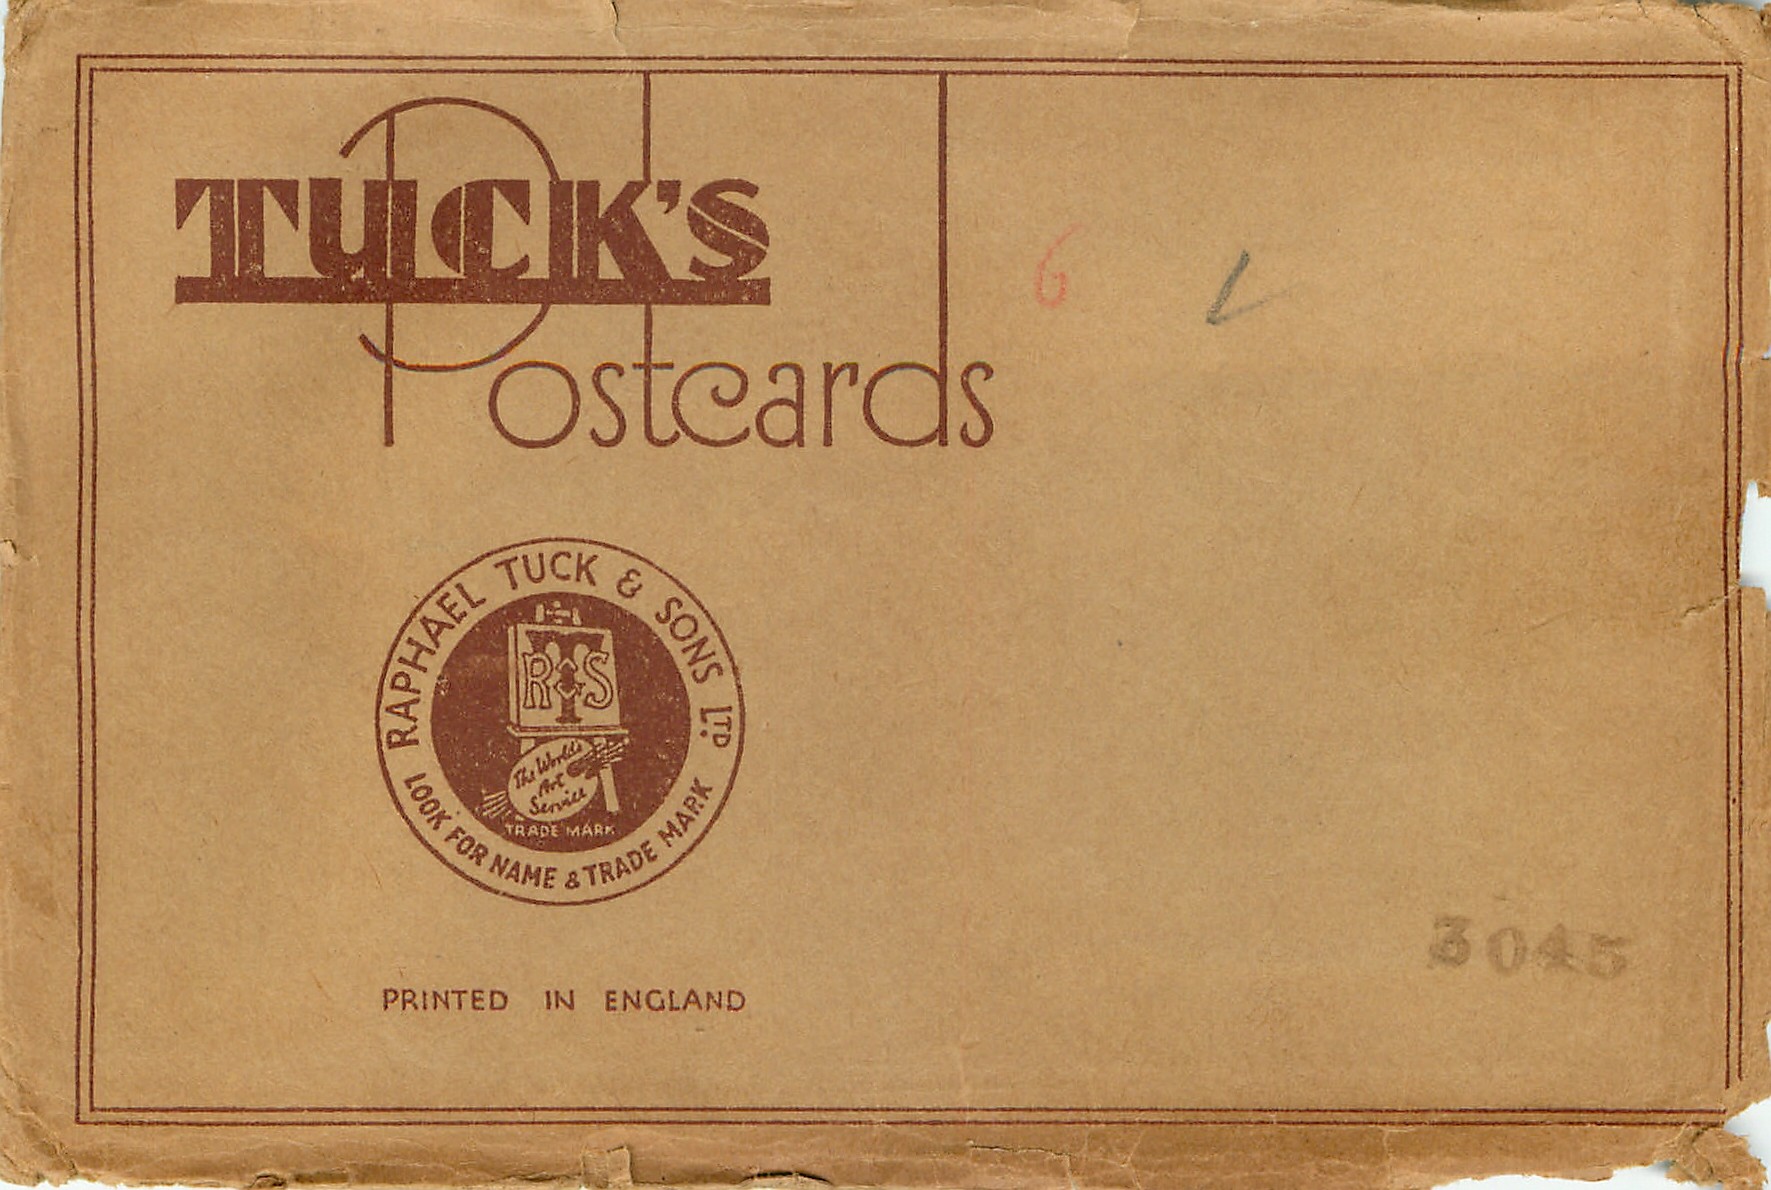 TUCK'S
Postcards
6
RAPHAEL TUCK & SONS LTD
R T & S
The World's
Art
Service
TRADE MARK
LOOK FOR NAME & TRADE MARK
3045
PRINTED IN ENGLAND